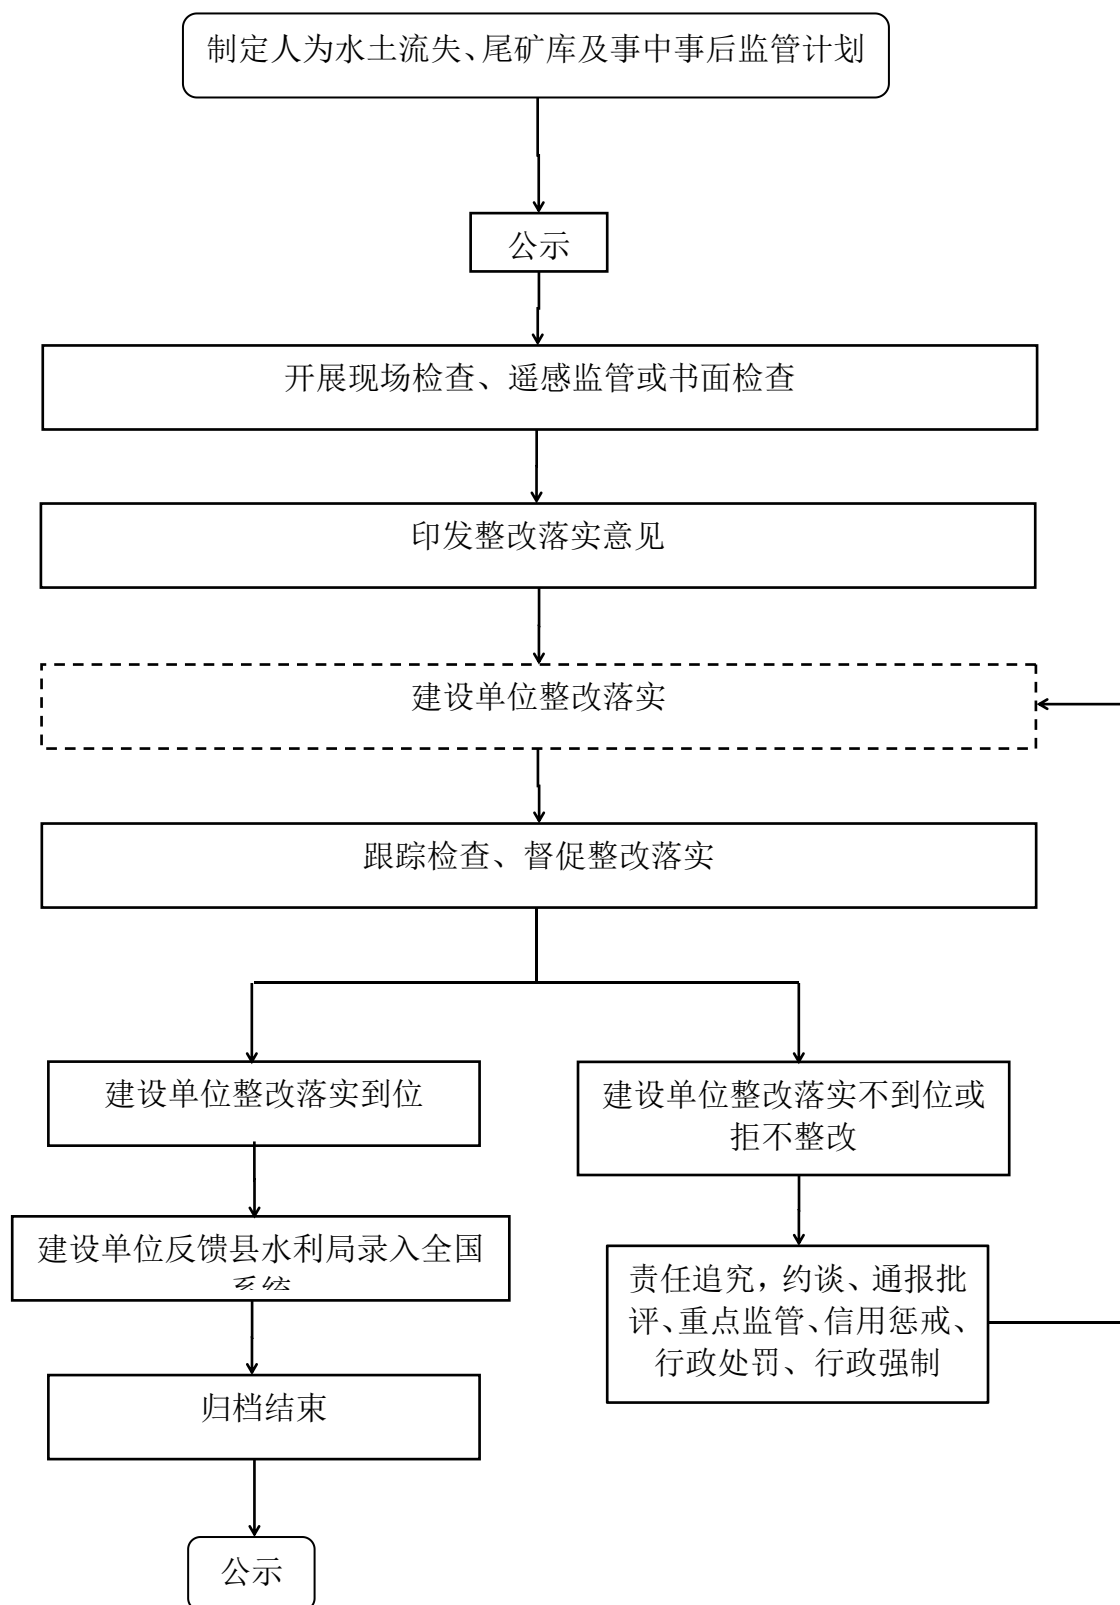 制定人为水土流失、尾矿库及事中事后监管计划
公示
开展现场检查、遥感监管或书面检查
印发整改落实意见
建设单位整改落实
跟踪检查、督促整改落实
建设单位整改落实到位
建设单位整改落实不到位或
拒不整改
建设单位反馈县水利局录入全国
系统
责任追究，约谈、通报批
评、重点监管、信用惩戒、
行政处罚、行政强制
归档结束
公示